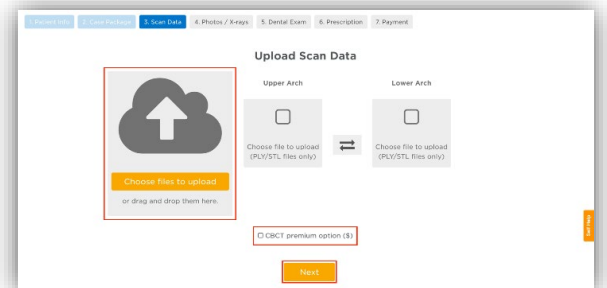 1. Patient Info 2. Case Package 3. Scan Data 4. Photos / X-rays 5. Dental Exam 6. Prescription 7. Payment
Upload Scan Data
Upper Arch
Lower Arch
Choose file to upload
(PLY/STL files only)
Choose file to upload
(PLY/STL files only)
Choose files to upload
or drag and drop them here.
CBCT premium option ($)
Get Help
Next